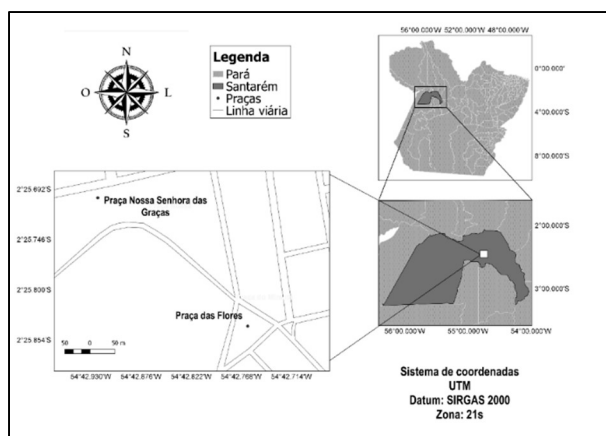 56°00.000'W 52°00.000'W 48°00.000'W
N
O
L
S
Legenda
Pará
Santarém
Praças
Linha viária
0°00.000'
4°00.000'S
8°00.000'S
2°25.692'S
2°25.746'S
2°25.800'S
2°25.854'S
Praça Nossa Senhora das
Graças
Praça das Flores
50 0 50 m
54°42.930'W 54°42.876'W 54°42.822'W 54°42.768'W 54°42.714'W
2°00.000'S
3°00.000'S
56°00.000'W 55°00.000'W 54°00.000'W
Sistema de coordenadas
UTM
Datum: SIRGAS 2000
Zona: 21s